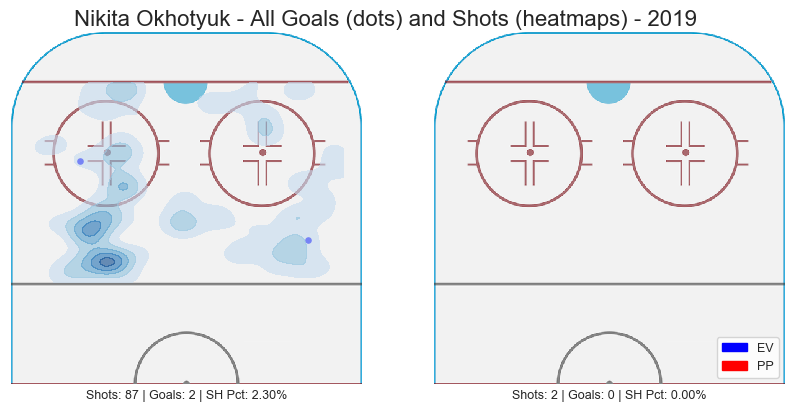 Nikita Okhotyuk - All Goals (dots) and Shots (heatmaps) - 2019
EV
PP
Shots: 87 | Goals: 2 | SH Pct: 2.30%
Shots: 2 | Goals: 0 | SH Pct: 0.00%